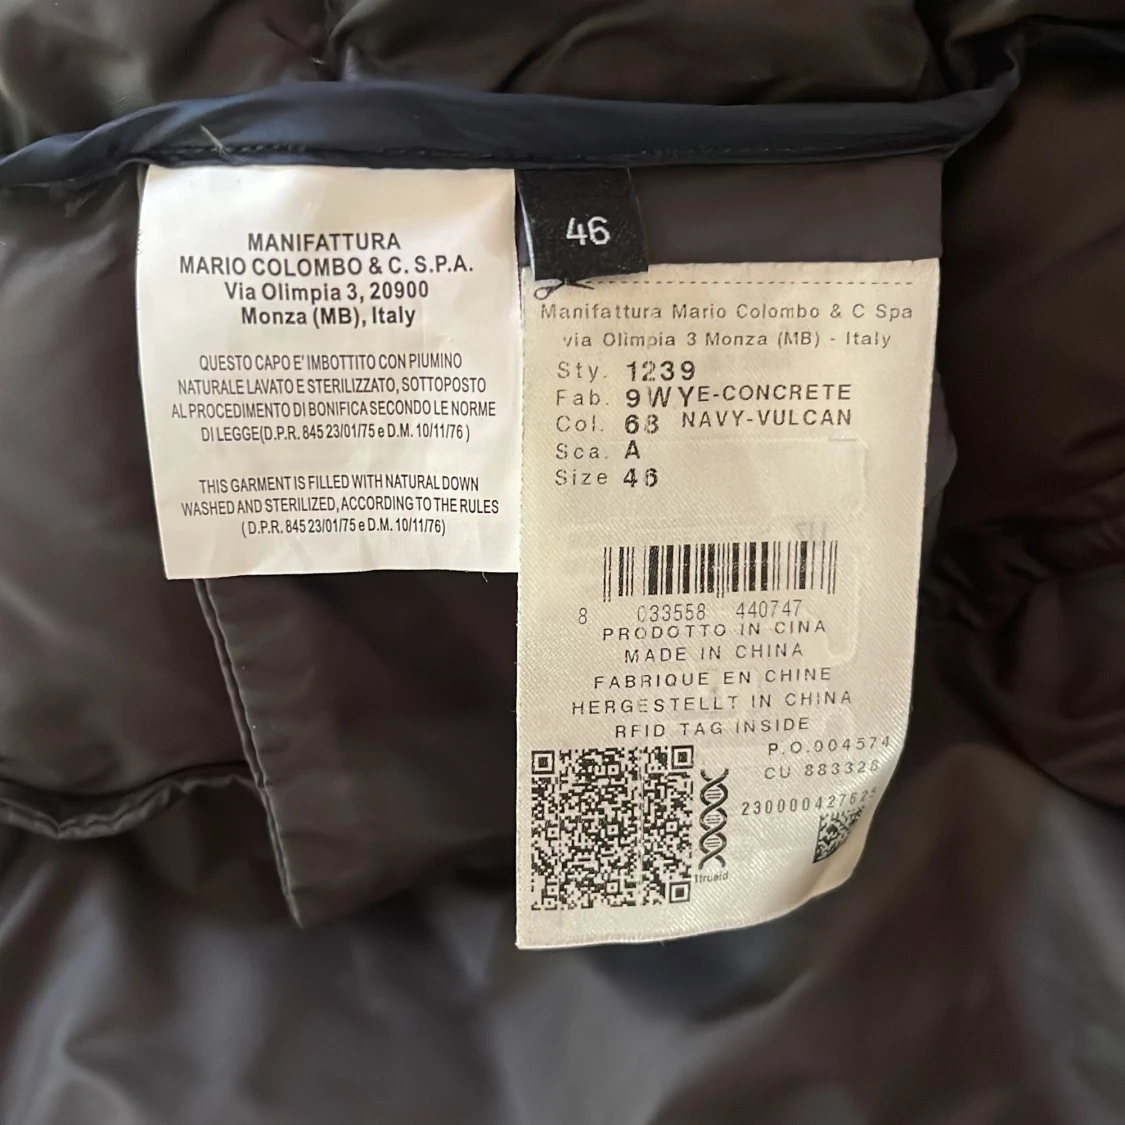 MANIFATTURA
MARIO COLOMBO & C. S.P.A.
Via Olimpia 3, 20900
Monza (MB), Italy
QUESTO CAPO E' IMBOTTITO CON PIUMINO
NATURALE LAVATO E STERILIZZATO, SOTTOPOSTO
AL PROCEDIMENTO DI BONIFICA SECONDO LE NORME
DI LEGGE(D.P.R. 845 23/01/75 e D.M. 10/11/76 )
THIS GARMENT IS FILLED WITH NATURAL DOWN
WASHED AND STERILIZED, ACCORDING TO THE RULES
( D.P.R. 845 23/01/75 e D.M. 10/11/76)
46
Manifattura Mario Colombo & C Spa
via Olimpia 3 Monza (MB) - Italy
Sty. 1239
Fab. 9WYE-CONCRETE
Col. 68 NAVY-VULCAN
Sca. A
Size 46
8 033558 440747
PRODOTTO IN CINA
MADE IN CHINA
FABRIQUE EN CHINE
HERGESTELLT IN CHINA
RFID TAG INSIDE
P.O.004574
CU 883328
1trueid